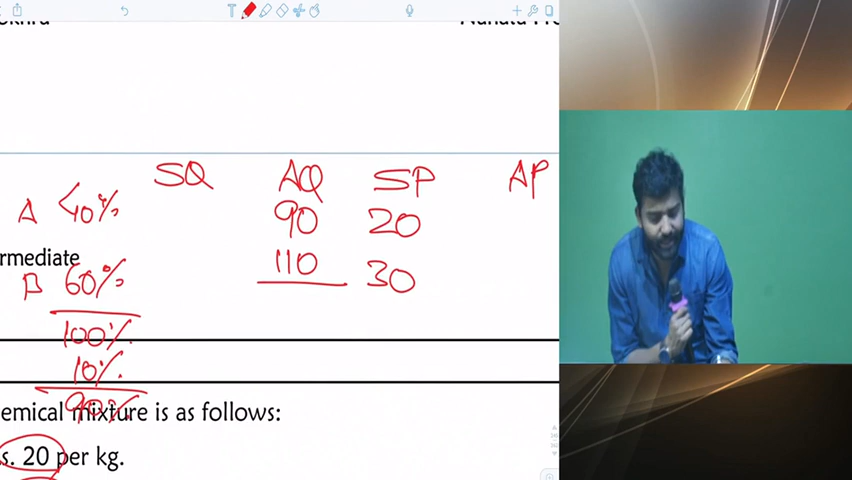 SQ AQ SP AP
A 40% 90 20
rmediate
B 60% 110 30
100%
10%
90%
emical mixture is as follows:
s. 20 per kg.